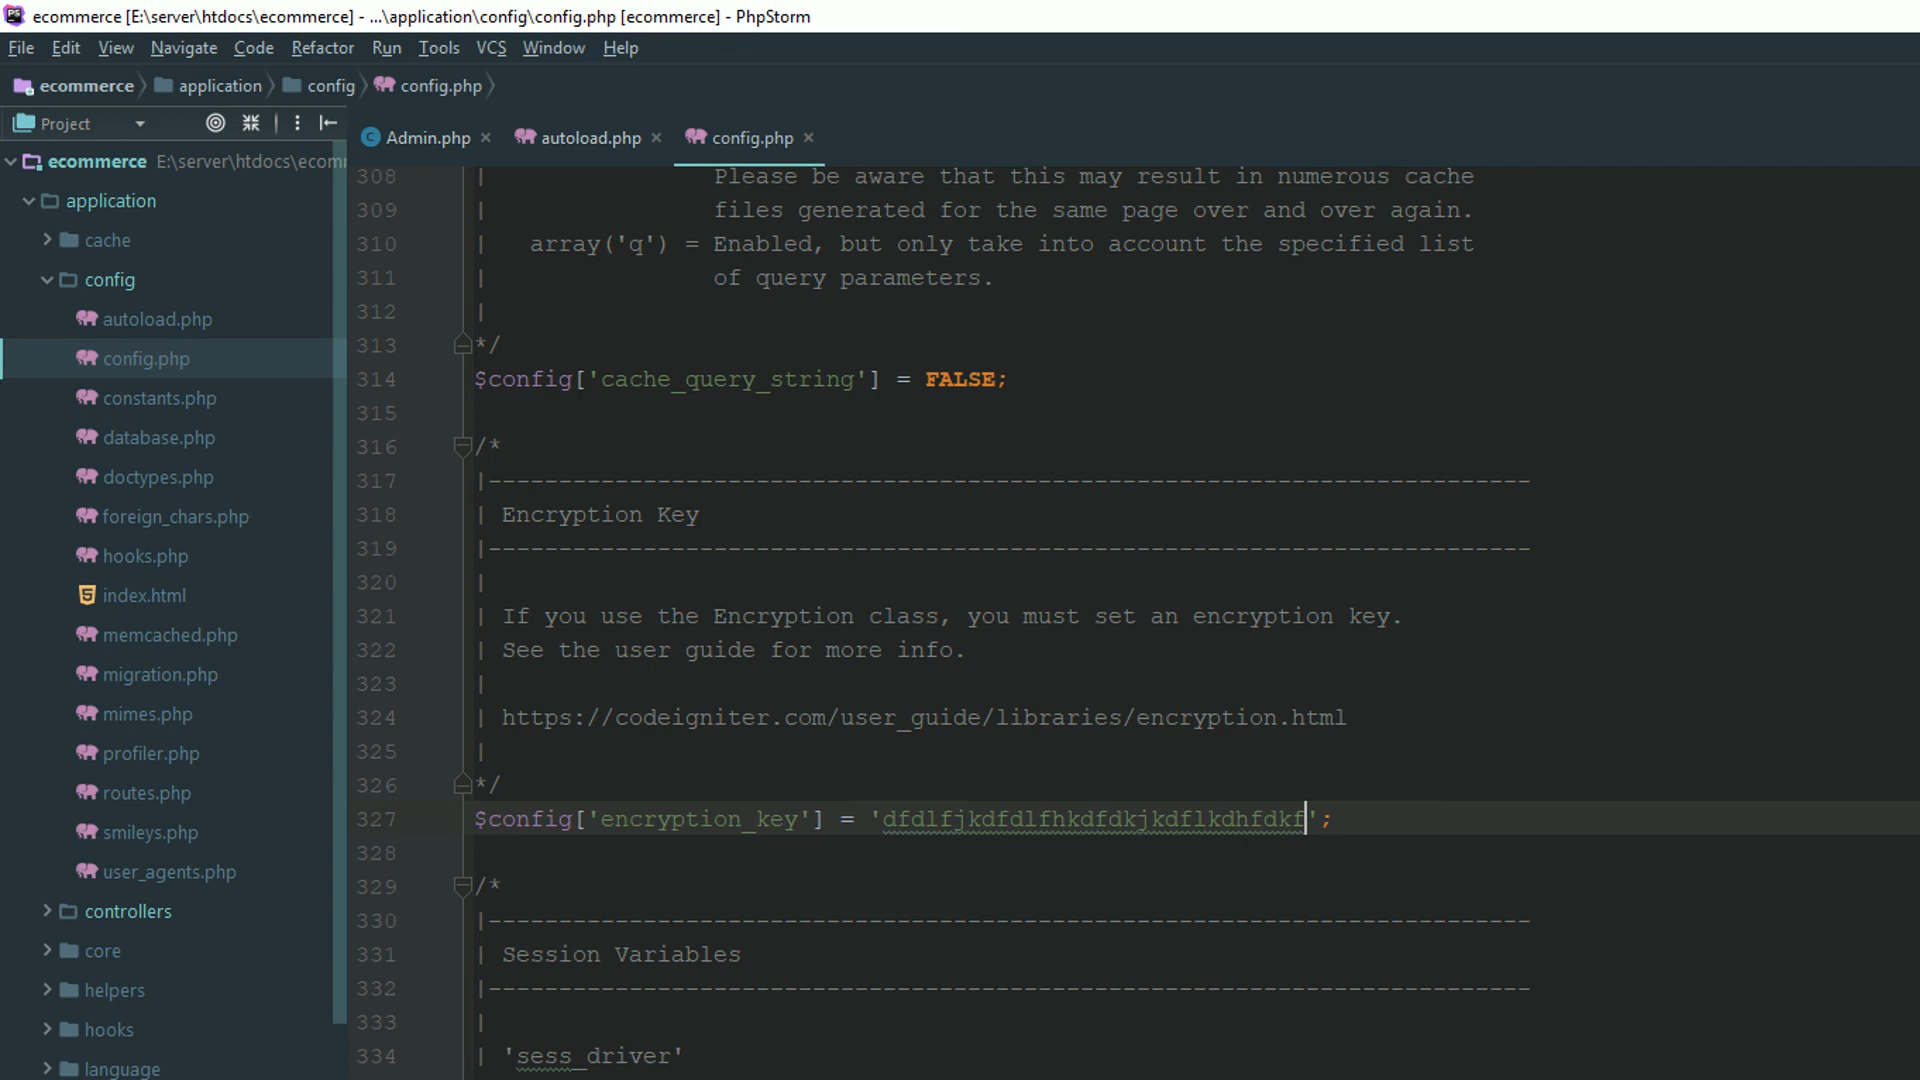 ecommerce [E:\server\htdocs\ecommerce] - ...\application\config\config.php [ecommerce] - PhpStorm
File Edit View Navigate Code Refactor Run Tools VCS Window Help
ecommerce application config config.php
Project
Admin.php autoload.php config.php
ecommerce E:\server\htdocs\ecomm
application
cache
config
autoload.php
config.php
constants.php
database.php
doctypes.php
foreign_chars.php
hooks.php
index.html
memcached.php
migration.php
mimes.php
profiler.php
routes.php
smileys.php
user_agents.php
controllers
core
helpers
hooks
language
308 | Please be aware that this may result in numerous cache
309 | files generated for the same page over and over again.
310 | array('q') = Enabled, but only take into account the specified list
311 | of query parameters.
312 |
313 */
314 $config['cache_query_string'] = FALSE;
315
316 /*
317 |--------------------------------------------------------------------------
318 | Encryption Key
319 |--------------------------------------------------------------------------
320 |
321 | If you use the Encryption class, you must set an encryption key.
322 | See the user guide for more info.
323 |
324 | https://codeigniter.com/user_guide/libraries/encryption.html
325 |
326 */
327 $config['encryption_key'] = 'dfdlfjkdfdlfhkdfdkjkdflkdhfdkf';
328
329 /*
330 |--------------------------------------------------------------------------
331 | Session Variables
332 |--------------------------------------------------------------------------
333 |
334 | 'sess_driver'